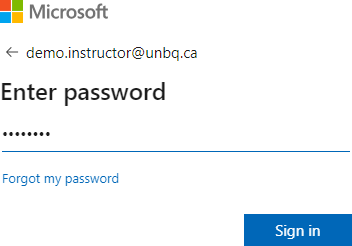 Microsoft
← demo.instructor@unbq.ca
Enter password
••••••••
Forgot my password
Sign in